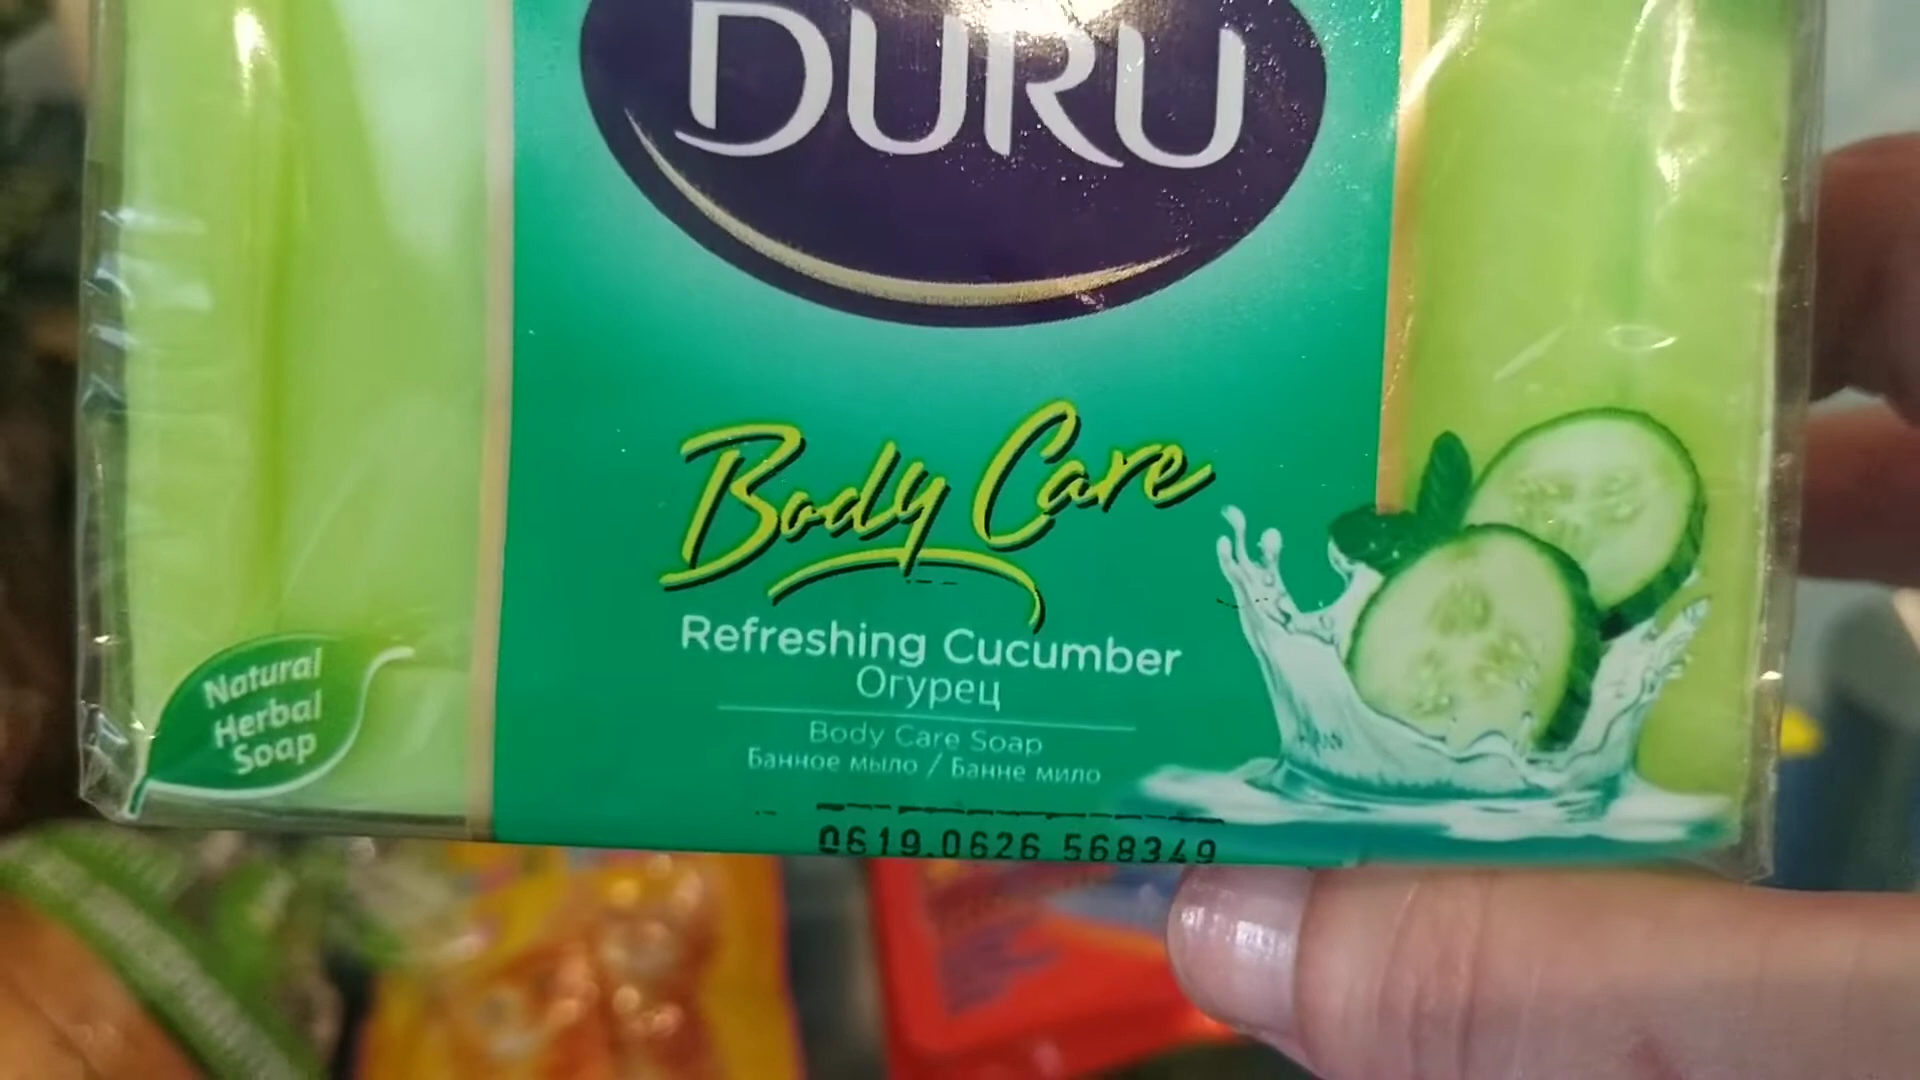 DURU
Body Care
Refreshing Cucumber
Огурец
Body Care Soap
Банное мыло / Банне мило
Natural
Herbal
Soap
0619.0626 568349